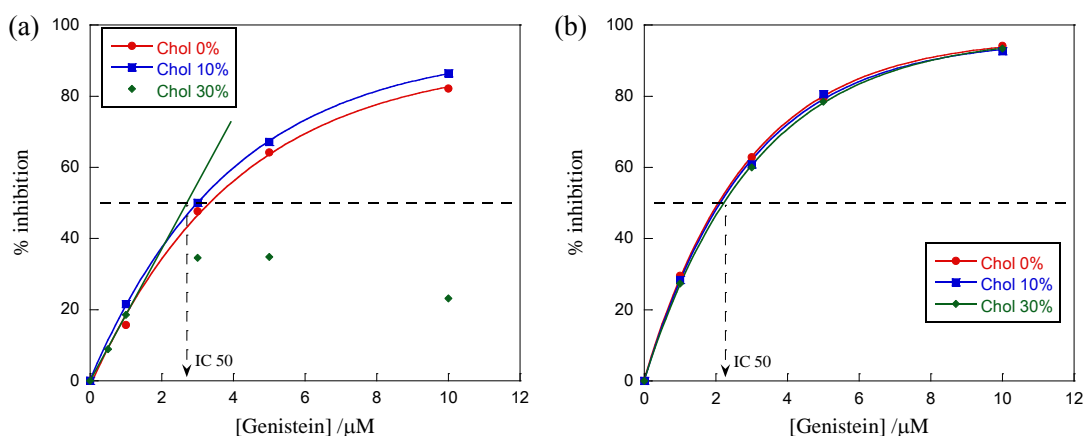 (a)
100
80
60
40
20
0
% inhibition
Chol 0%
Chol 10%
Chol 30%
IC 50
0 2 4 6 8 10 12
[Genistein] /μM
(b)
100
80
60
40
20
0
% inhibition
Chol 0%
Chol 10%
Chol 30%
IC 50
0 2 4 6 8 10 12
[Genistein] /μM